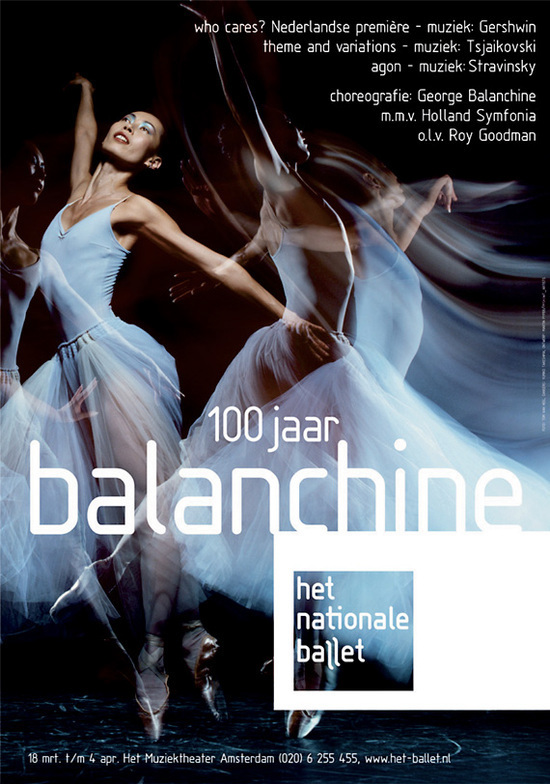 who cares? Nederlandse première - muziek: Gershwin
theme and variations - muziek: Tsjaikovski
agon - muziek: Stravinsky
choreografie: George Balanchine
m.m.v. Holland Symfonia
o.l.v. Roy Goodman
100 jaar
balanchine
het
nationale
ballet
18 mrt. t/m 4 apr. Het Muziektheater Amsterdam (020) 6 255 455, www.het-ballet.nl